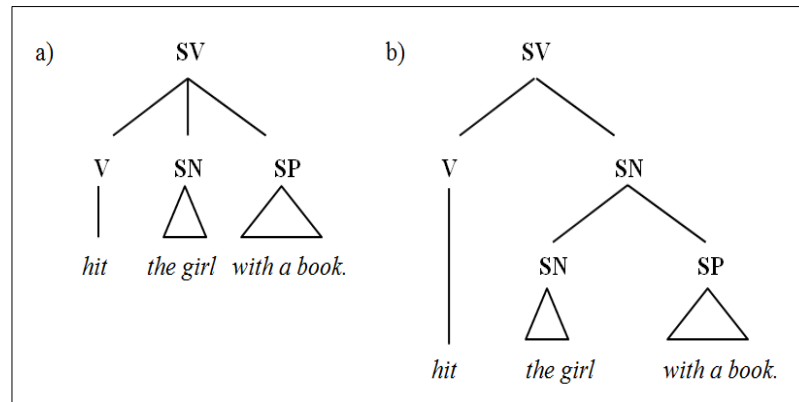 a) SV
V SN SP
hit the girl with a book.
b) SV
V SN
SN SP
hit the girl with a book.